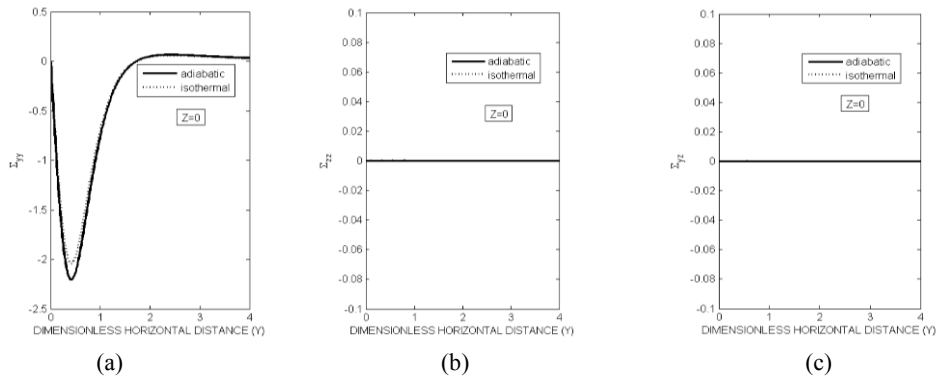 0.5
0
-0.5
-1
-1.5
-2
-2.5
Σyy
adiabatic
isothermal
Z=0
0 1 2 3 4
DIMENSIONLESS HORIZONTAL DISTANCE (Y)
(a)
0.1
0.08
0.06
0.04
0.02
0
-0.02
-0.04
-0.06
-0.08
-0.1
Σzz
adiabatic
isothermal
Z=0
0 1 2 3 4
DIMENSIONLESS HORIZONTAL DISTANCE (Y)
(b)
0.1
0.08
0.06
0.04
0.02
0
-0.02
-0.04
-0.06
-0.08
-0.1
Σyz
adiabatic
isothermal
Z=0
0 1 2 3 4
DIMENSIONLESS HORIZONTAL DISTANCE (Y)
(c)